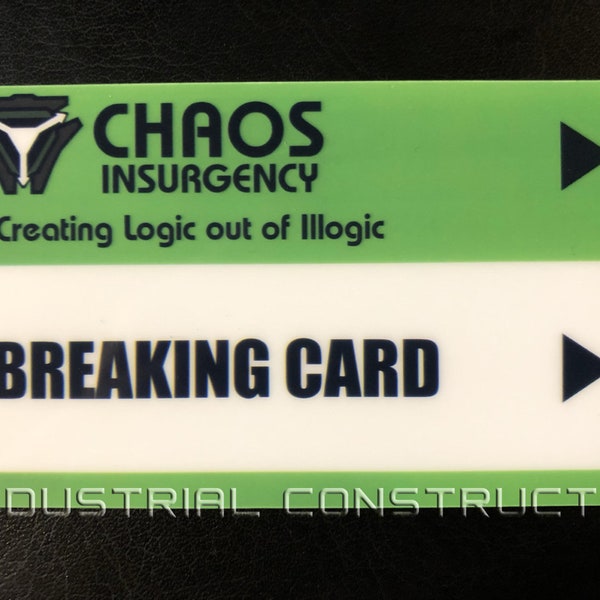 CHAOS
INSURGENCY
Creating Logic out of Illogic
BREAKING CARD
DUSTRIAL CONSTRUCT